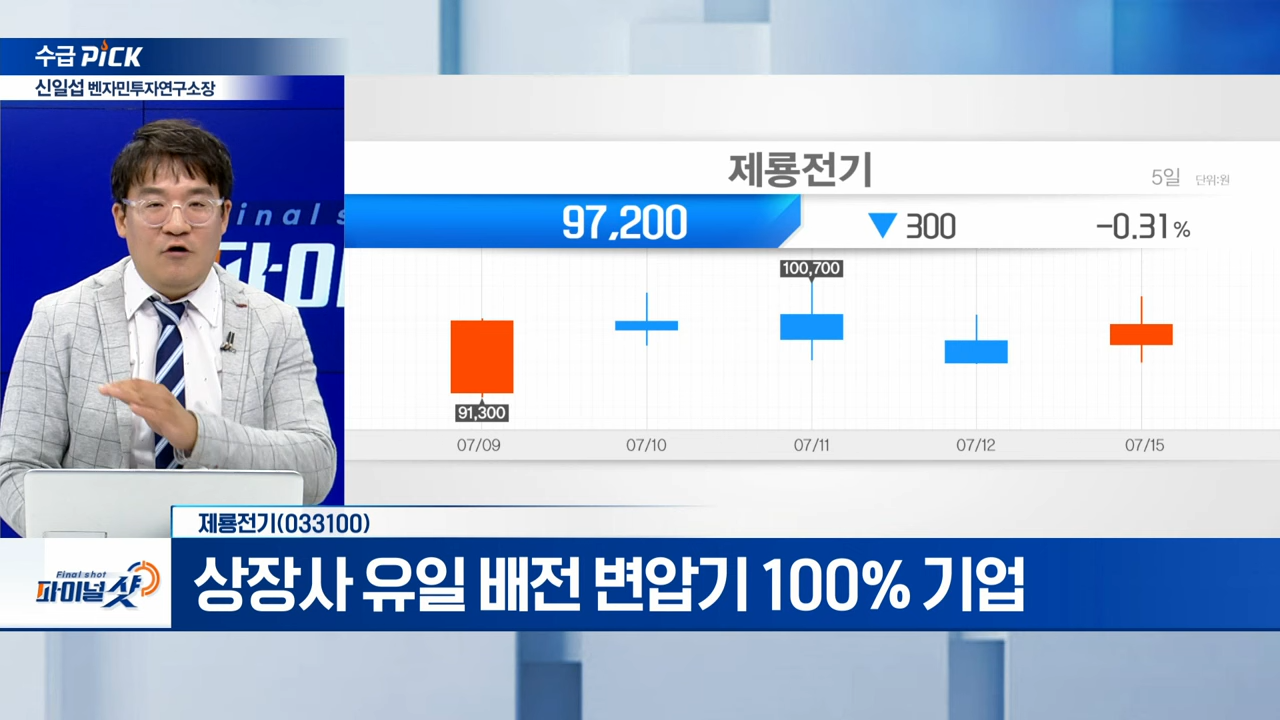 수급 PiCK
신일섭 벤자민투자연구소장
inal s
파이
제룡전기
5일 단위:원
97,200 ▼ 300 -0.31%
100,700
91,300
07/09 07/10 07/11 07/12 07/15
제룡전기(033100)
Final shot
파이널샷
상장사 유일 배전 변압기 100% 기업